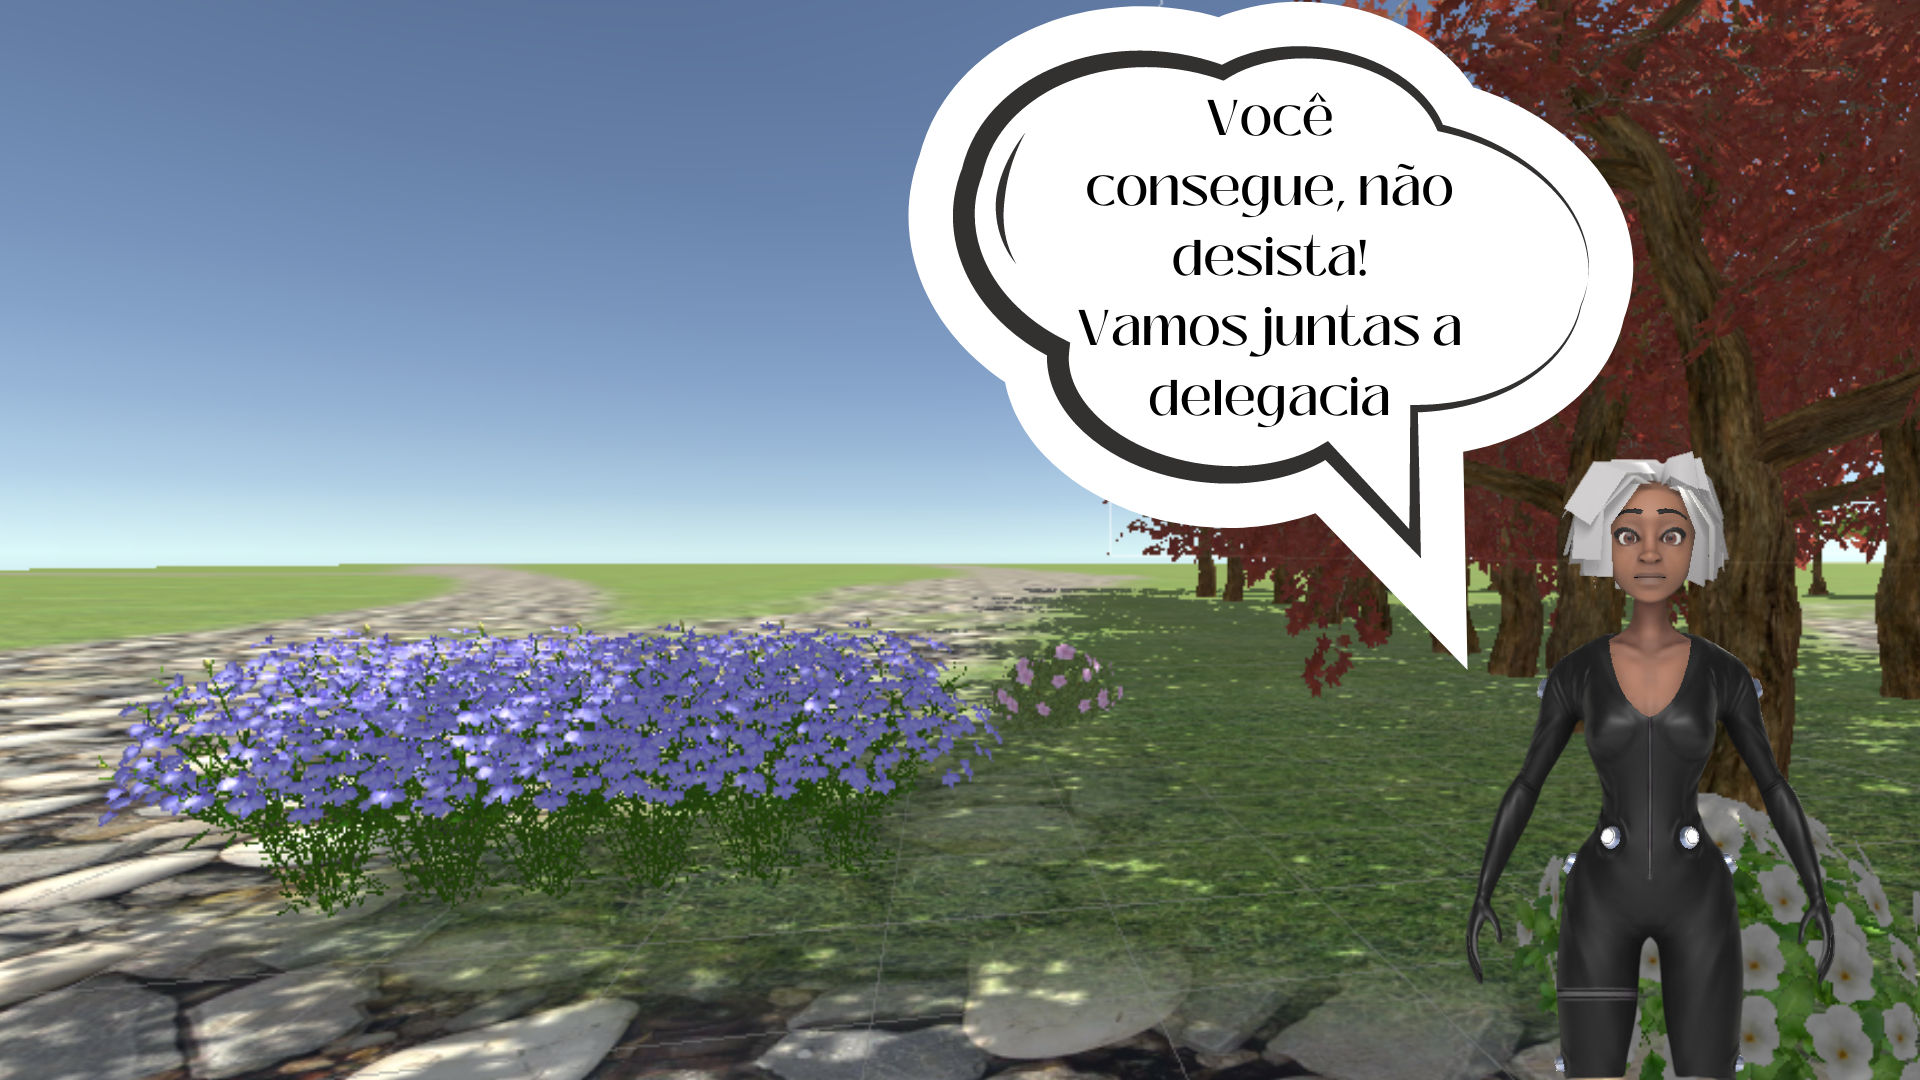 Você
consegue, não
desista!
Vamos juntas a
delegacia